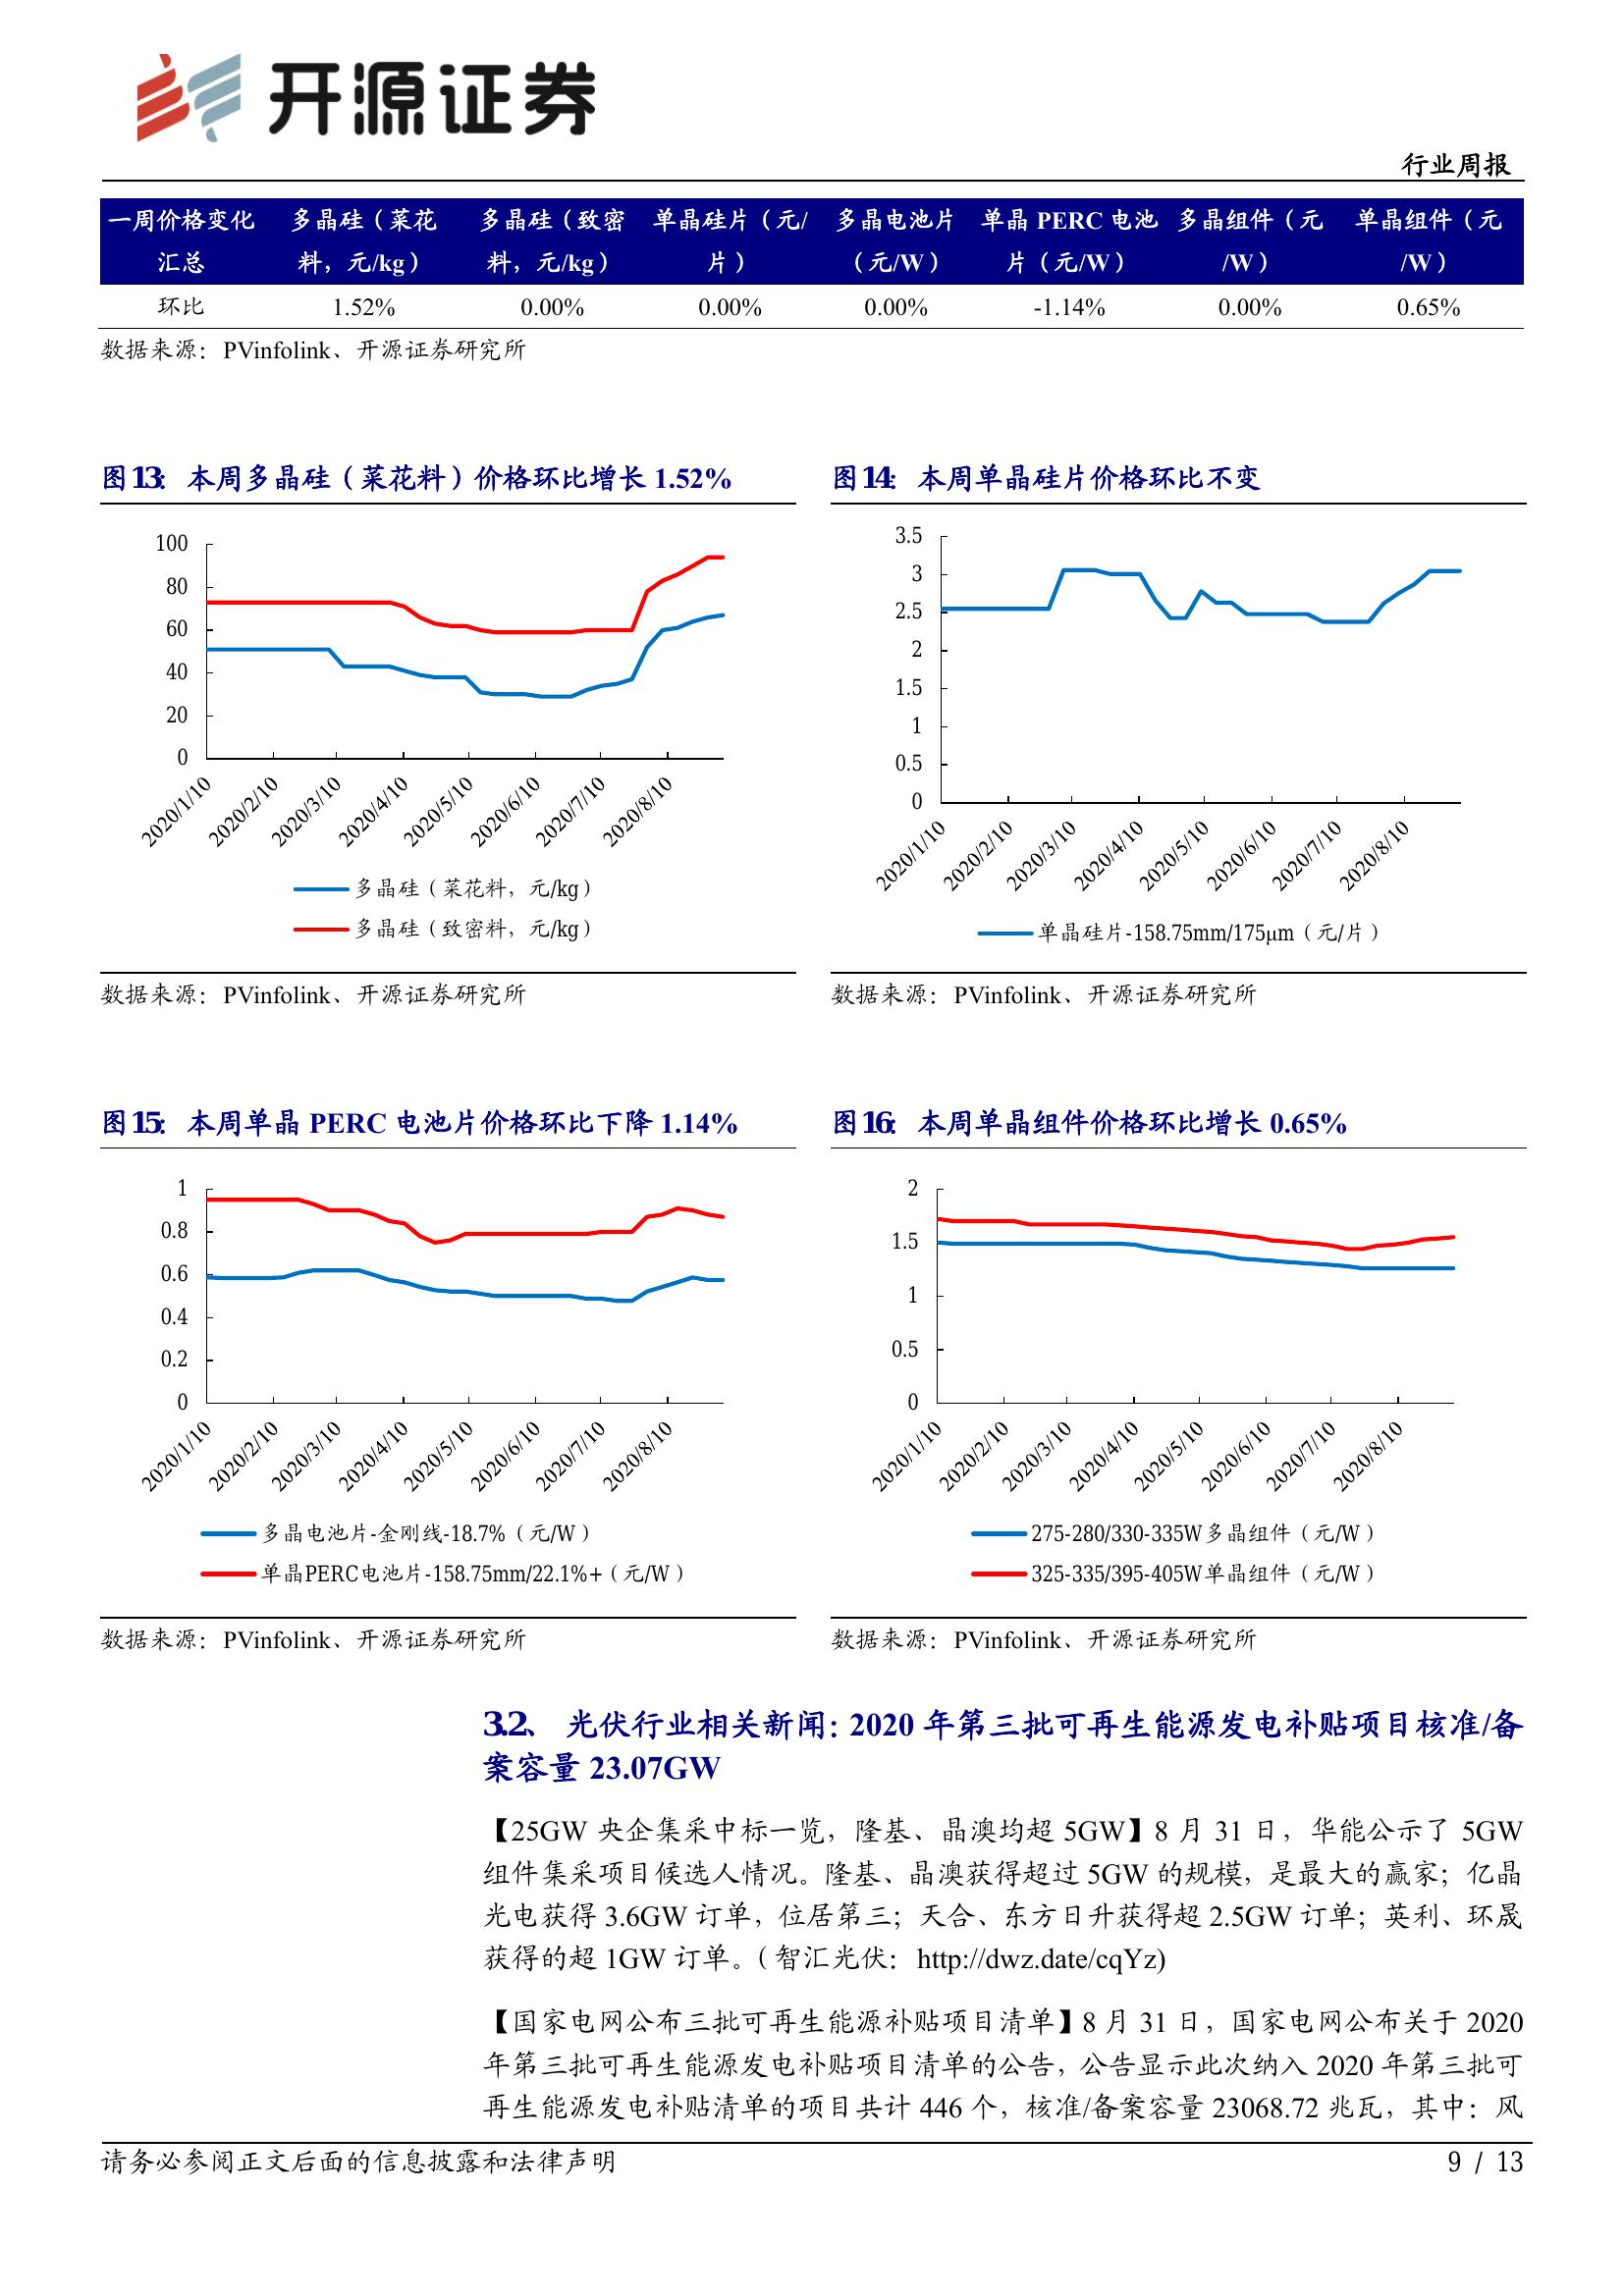 开源证券
行业周报
一周价格变化 多晶硅（菜花 多晶硅（致密 单晶硅片（元/ 多晶电池片 单晶 PERC 电池 多晶组件（元 单晶组件（元
汇总 料，元/kg） 料，元/kg） 片） （元/W） 片（元/W） /W） /W）
环比 1.52% 0.00% 0.00% 0.00% -1.14% 0.00% 0.65%
数据来源：PVinfolink、开源证券研究所
图13： 本周多晶硅（菜花料）价格环比增长 1.52%
100
80
60
40
20
0
2020/1/10 2020/2/10 2020/3/10 2020/4/10 2020/5/10 2020/6/10 2020/7/10 2020/8/10
多晶硅（菜花料，元/kg）
多晶硅（致密料，元/kg）
数据来源：PVinfolink、开源证券研究所
图14： 本周单晶硅片价格环比不变
3.5
3
2.5
2
1.5
1
0.5
0
2020/1/10 2020/2/10 2020/3/10 2020/4/10 2020/5/10 2020/6/10 2020/7/10 2020/8/10
单晶硅片-158.75mm/175μm（元/片）
数据来源：PVinfolink、开源证券研究所
图15： 本周单晶 PERC 电池片价格环比下降 1.14%
1
0.8
0.6
0.4
0.2
0
2020/1/10 2020/2/10 2020/3/10 2020/4/10 2020/5/10 2020/6/10 2020/7/10 2020/8/10
多晶电池片-金刚线-18.7%（元/W）
单晶PERC电池片-158.75mm/22.1%+（元/W）
数据来源：PVinfolink、开源证券研究所
图16： 本周单晶组件价格环比增长 0.65%
2
1.5
1
0.5
0
2020/1/10 2020/2/10 2020/3/10 2020/4/10 2020/5/10 2020/6/10 2020/7/10 2020/8/10
275-280/330-335W多晶组件（元/W）
325-335/395-405W单晶组件（元/W）
数据来源：PVinfolink、开源证券研究所
3.2、 光伏行业相关新闻：2020 年第三批可再生能源发电补贴项目核准/备
案容量 23.07GW
【25GW 央企集采中标一览，隆基、晶澳均超 5GW】8 月 31 日，华能公示了 5GW
组件集采项目候选人情况。隆基、晶澳获得超过 5GW 的规模，是最大的赢家；亿晶
光电获得 3.6GW 订单，位居第三；天合、东方日升获得超 2.5GW 订单；英利、环晟
获得的超 1GW 订单。（智汇光伏：http://dwz.date/cqYz)
【国家电网公布三批可再生能源补贴项目清单】8 月 31 日，国家电网公布关于 2020
年第三批可再生能源发电补贴项目清单的公告，公告显示此次纳入 2020 年第三批可
再生能源发电补贴清单的项目共计 446 个，核准/备案容量 23068.72 兆瓦，其中：风
请务必参阅正文后面的信息披露和法律声明
9 / 13